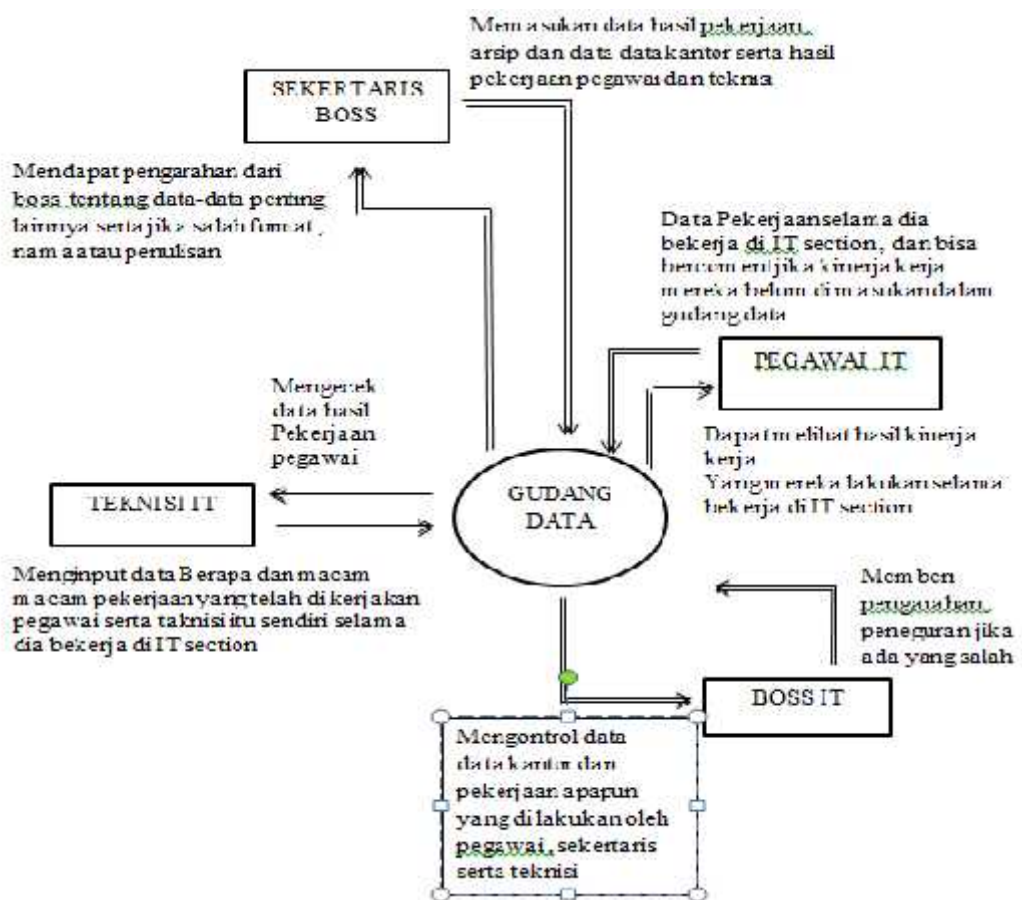 Memasukan data hasil pekerjaan,
arsip dan data datakantor serta hasil
pekerjaan pegawai dan teknisi
SEKERTARIS
BOSS
Mendapat pengarahan dari
boss tentang data-data penting
lainnya serta jika salah format,
nama atau penulisan
Data Pekerjaan selama dia
bekerja di IT section, dan bisa
bercoment jika kinerja kerja
mereka belum di masukan dalam
gudang data
PEGAWAI IT
Dapat melihat hasil kinerja
kerja
Yang mereka lakukan selama
bekerja di IT section
Mengecek
data hasil
Pekerjaan
pegawai
TEKNISI IT
Menginput data Berapa dan macam
macam pekerjaan yang telah di kerjakan
pegawai serta taknisi itu sendiri selama
dia bekerja di IT section
GUDANG
DATA
Memberi
pengarahan,
peneguran jika
ada yang salah
BOSS IT
Mengontrol data
data kantor dan
pekerjaan apapun
yang di lakukan oleh
pegawai, sekertaris
serta teknisi